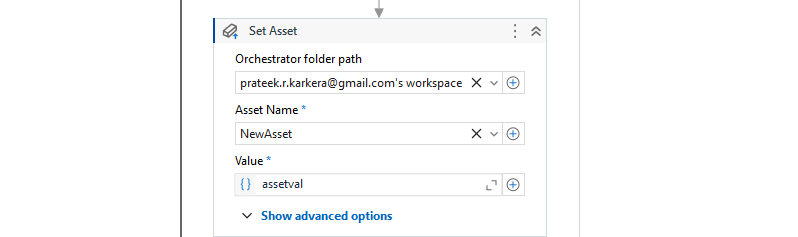 Set Asset
Orchestrator folder path
prateek.r.karkera@gmail.com's workspace
Asset Name *
NewAsset
Value *
{} assetval
Show advanced options